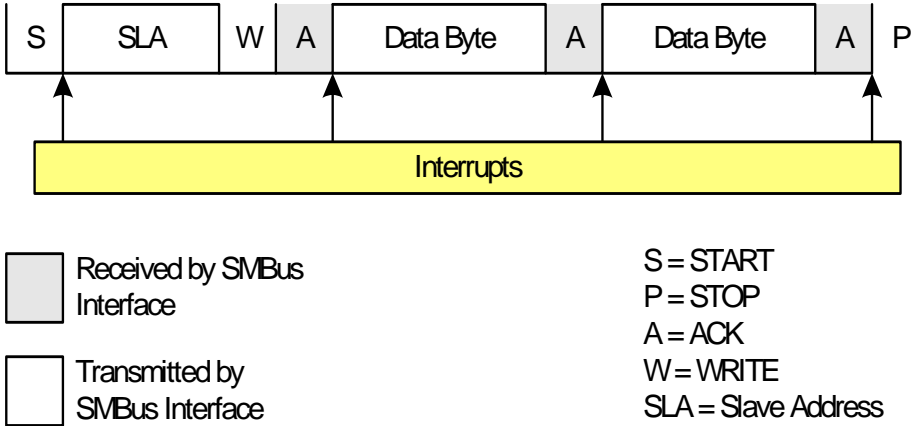 S SLA W A Data Byte A Data Byte A P
Interrupts
Received by SMBus
Interface
Transmitted by
SMBus Interface
S = START
P = STOP
A = ACK
W = WRITE
SLA = Slave Address